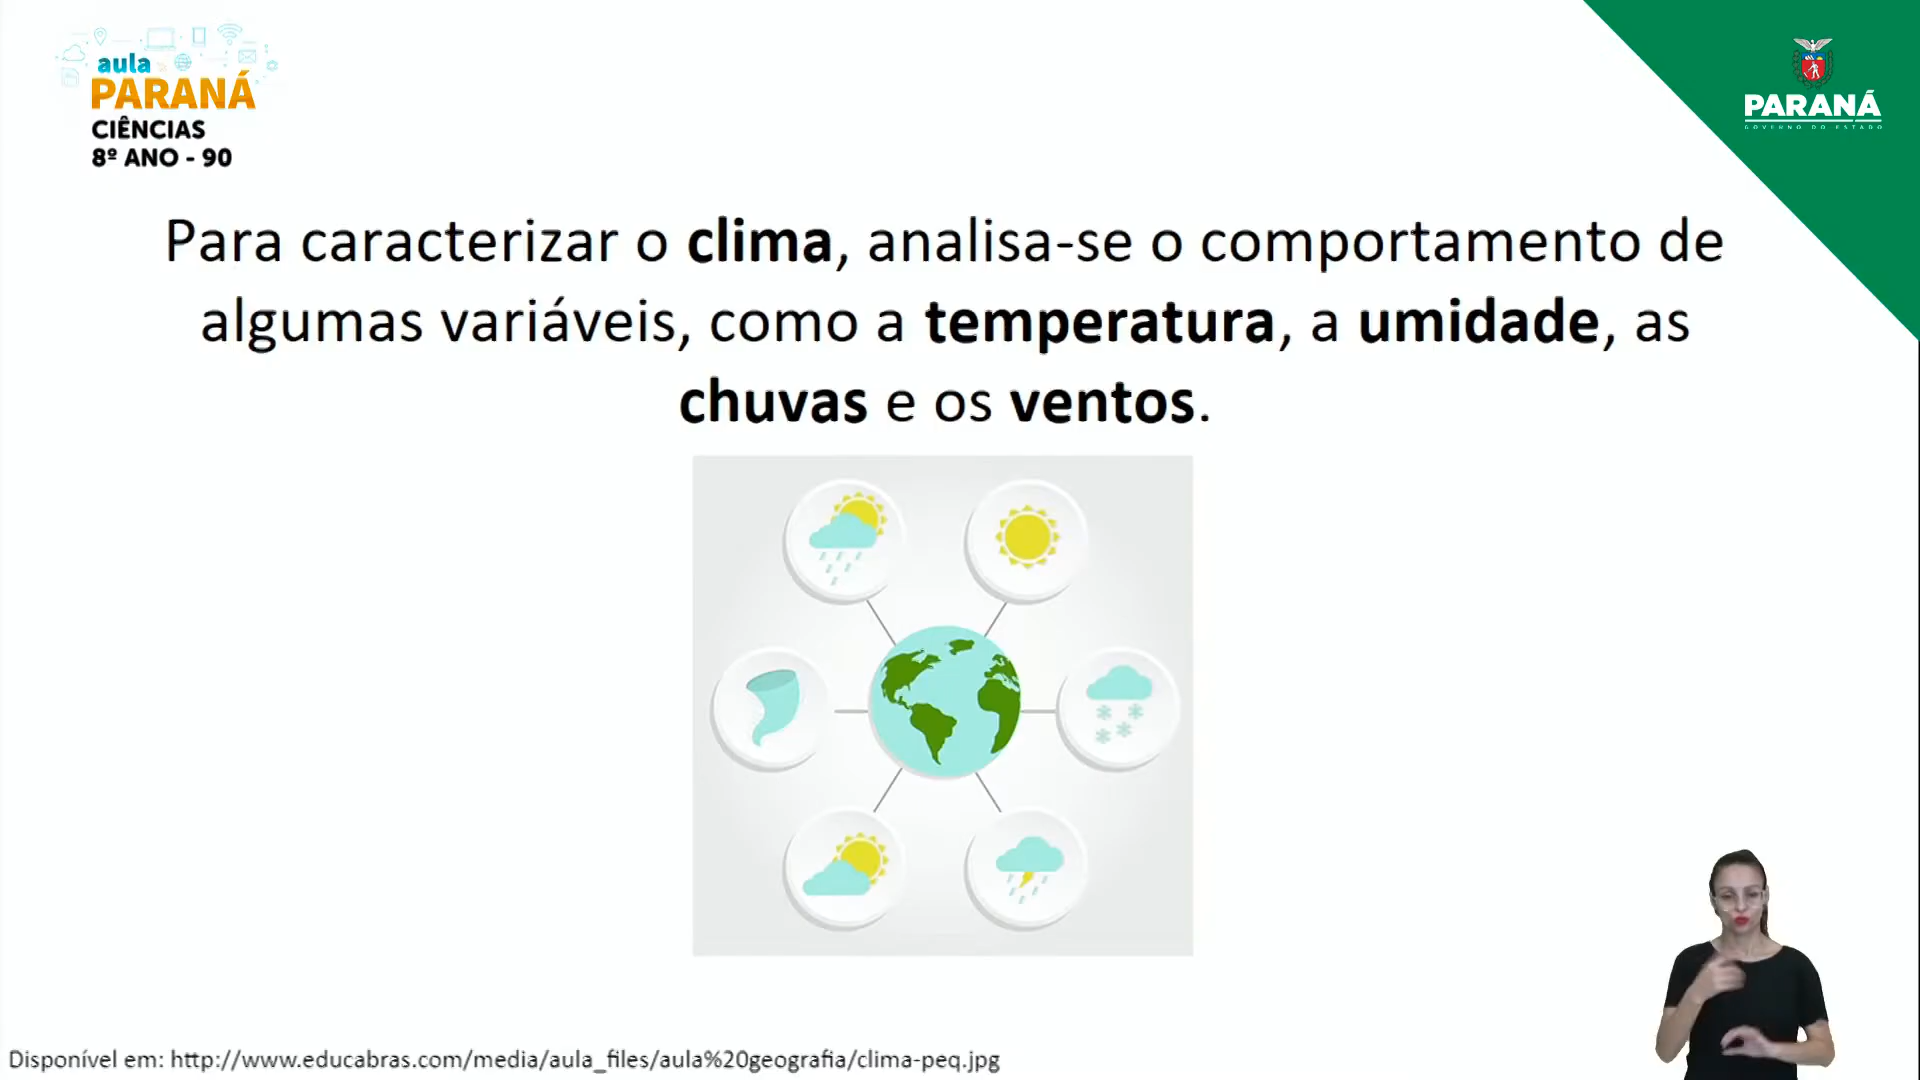 aula
PARANÁ
CIÊNCIAS
8º ANO - 90
PARANÁ
GOVERNO DO ESTADO
Para caracterizar o clima, analisa-se o comportamento de
algumas variáveis, como a temperatura, a umidade, as
chuvas e os ventos.
Disponível em: http://www.educabras.com/media/aula_files/aula%20geografia/clima-peq.jpg